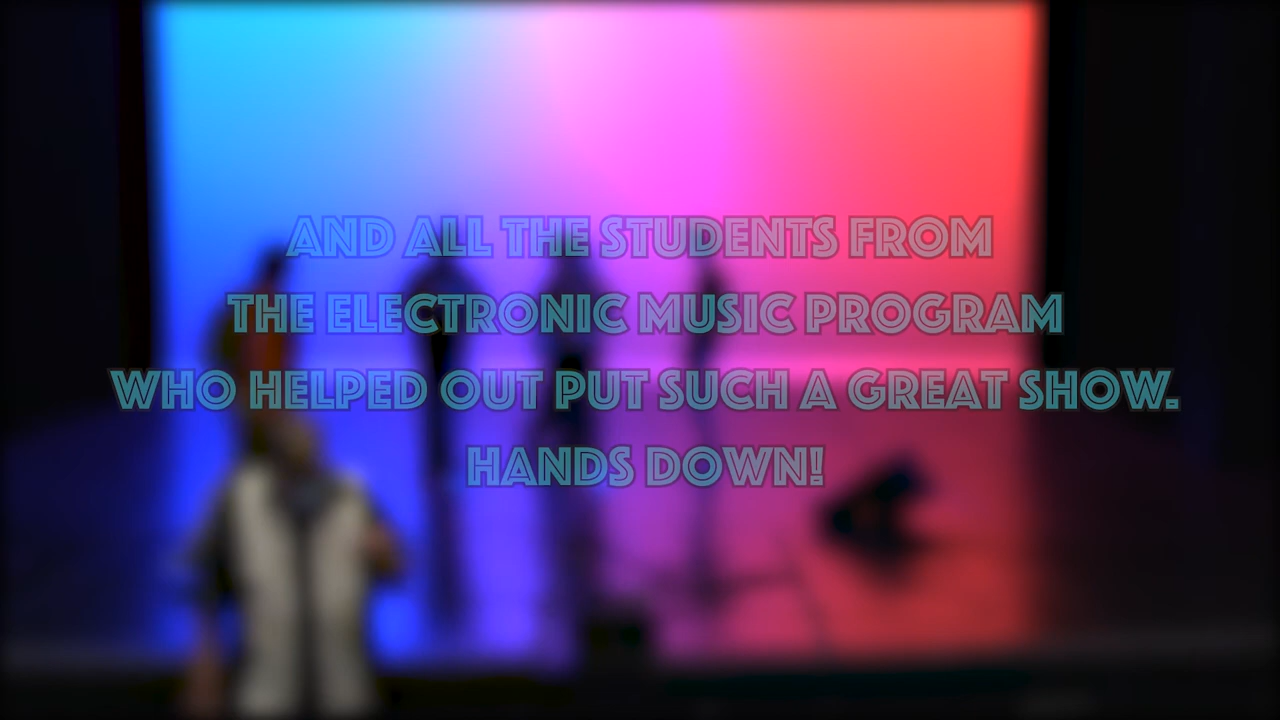 AND ALL THE STUDENTS FROM
THE ELECTRONIC MUSIC PROGRAM
WHO HELPED OUT PUT SUCH A GREAT SHOW.
HANDS DOWN!